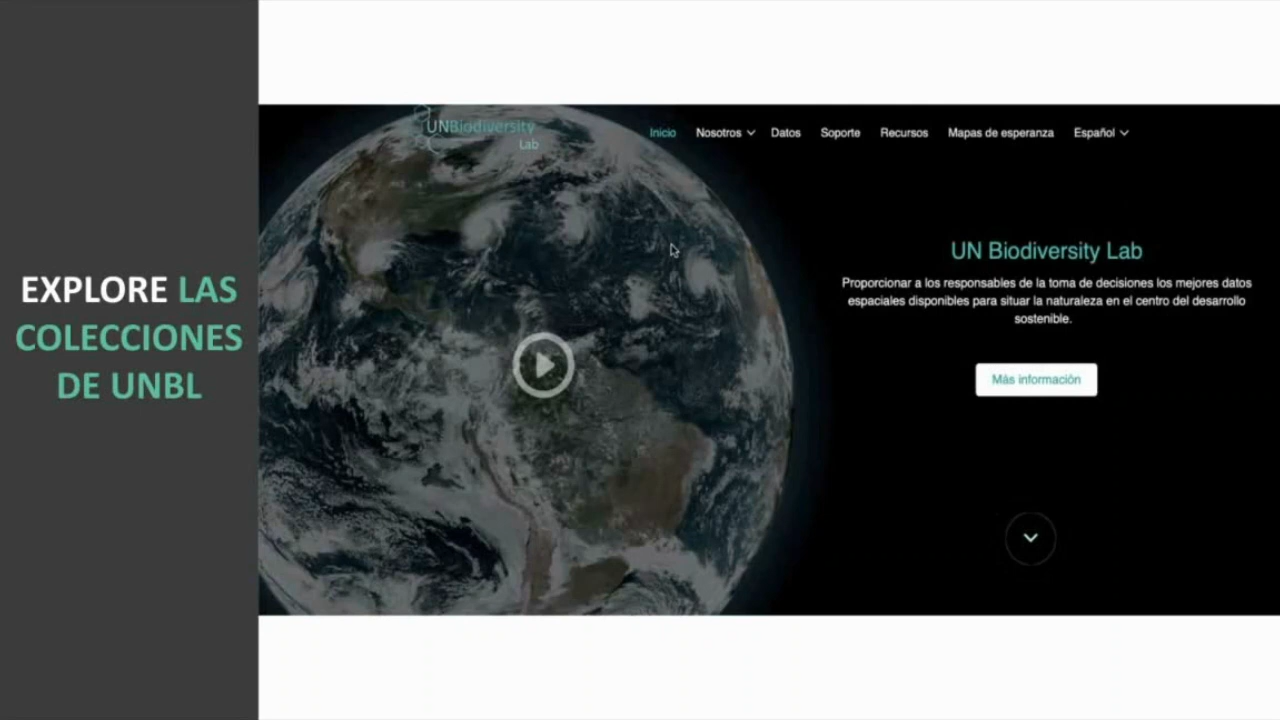 EXPLORE LAS
COLECCIONES
DE UNBL
UNBiodiversity
Lab
Inicio Nosotros Datos Soporte Recursos Mapas de esperanza Español
UN Biodiversity Lab
Proporcionar a los responsables de la toma de decisiones los mejores datos
espaciales disponibles para situar la naturaleza en el centro del desarrollo
sostenible.
Más información